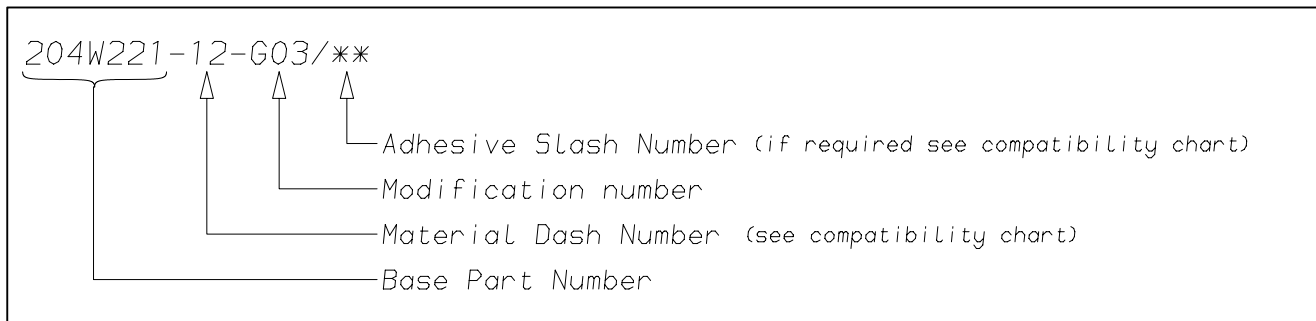 204W221-12-G03/**
Adhesive Slash Number (if required see compatibility chart)
Modification number
Material Dash Number (see compatibility chart)
Base Part Number